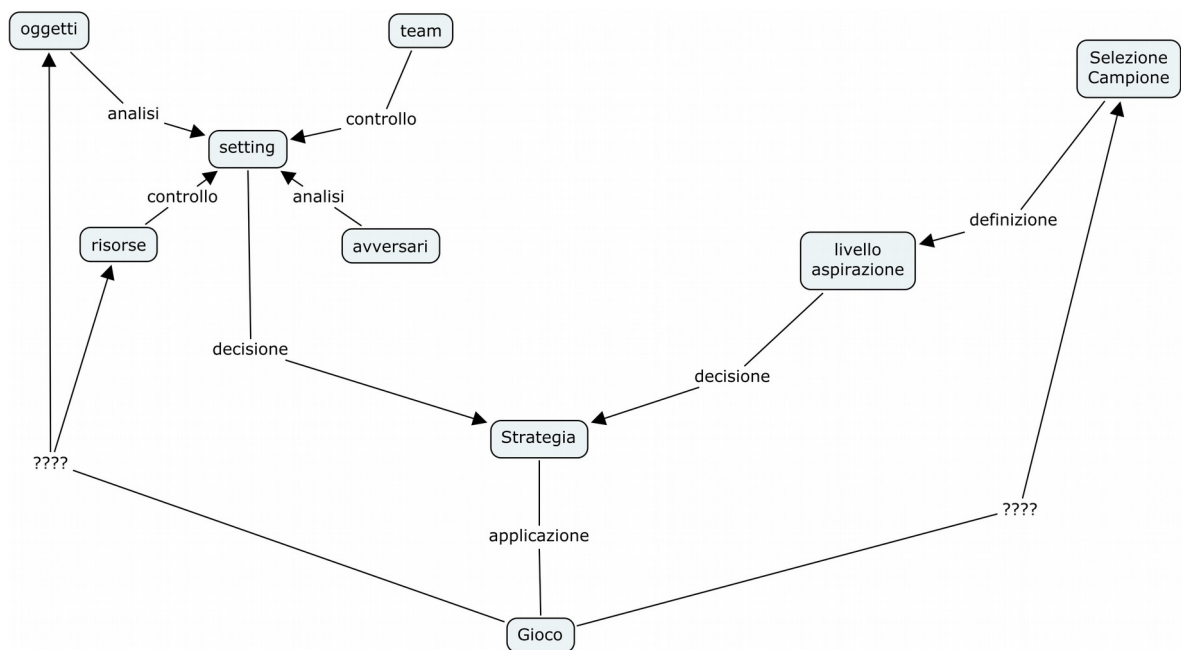 oggetti
team
Selezione
Campione
analisi
controllo
setting
controllo
analisi
risorse
avversari
definizione
livello
aspirazione
decisione
decisione
Strategia
????
????
applicazione
Gioco